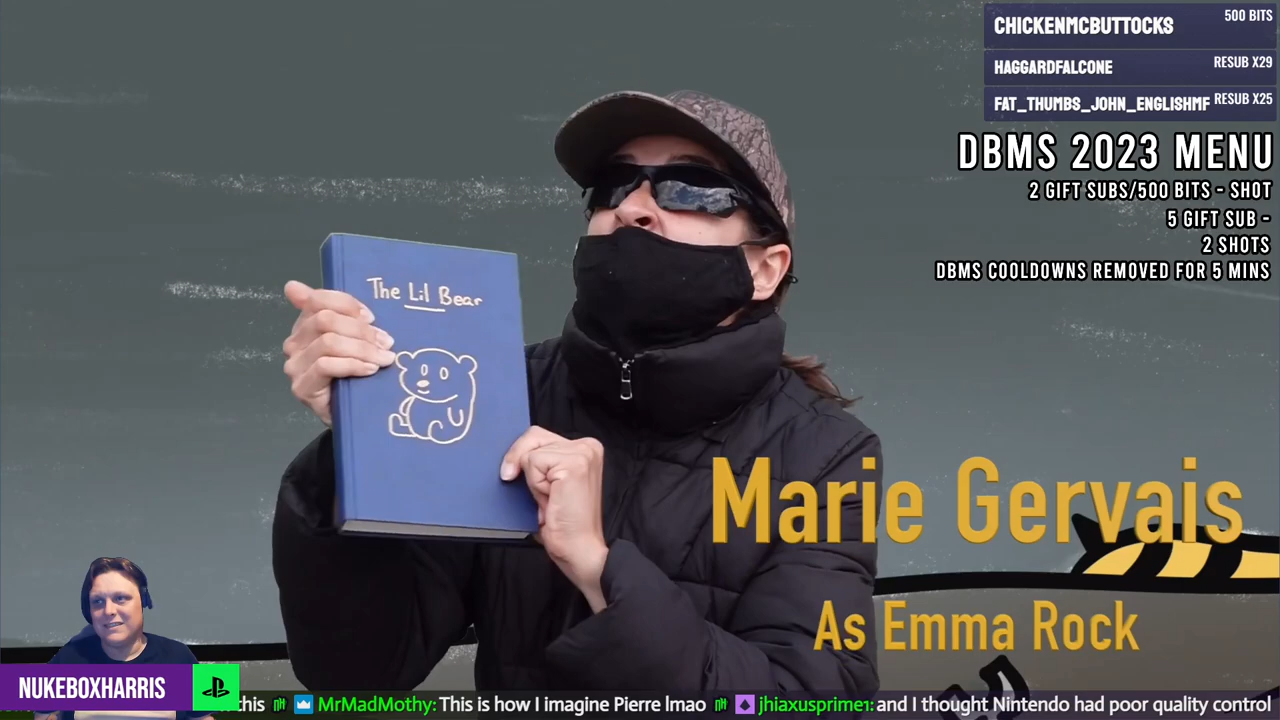 CHICKENMCBUTTOCKS 500 BITS
HAGGARDFALCONE RESUB X29
FAT_THUMBS_JOHN_ENGLISHMF RESUB X25
DBMS 2023 MENU
2 GIFT SUBS/500 BITS - SHOT
5 GIFT SUB -
2 SHOTS
DBMS COOLDOWNS REMOVED FOR 5 MINS
The Lil Bear
Marie Gervais
As Emma Rock
NUKEBOXHARRIS
this MrMadMothy: This is how I imagine Pierre lmao jhiaxusprime1: and I thought Nintendo had poor quality control